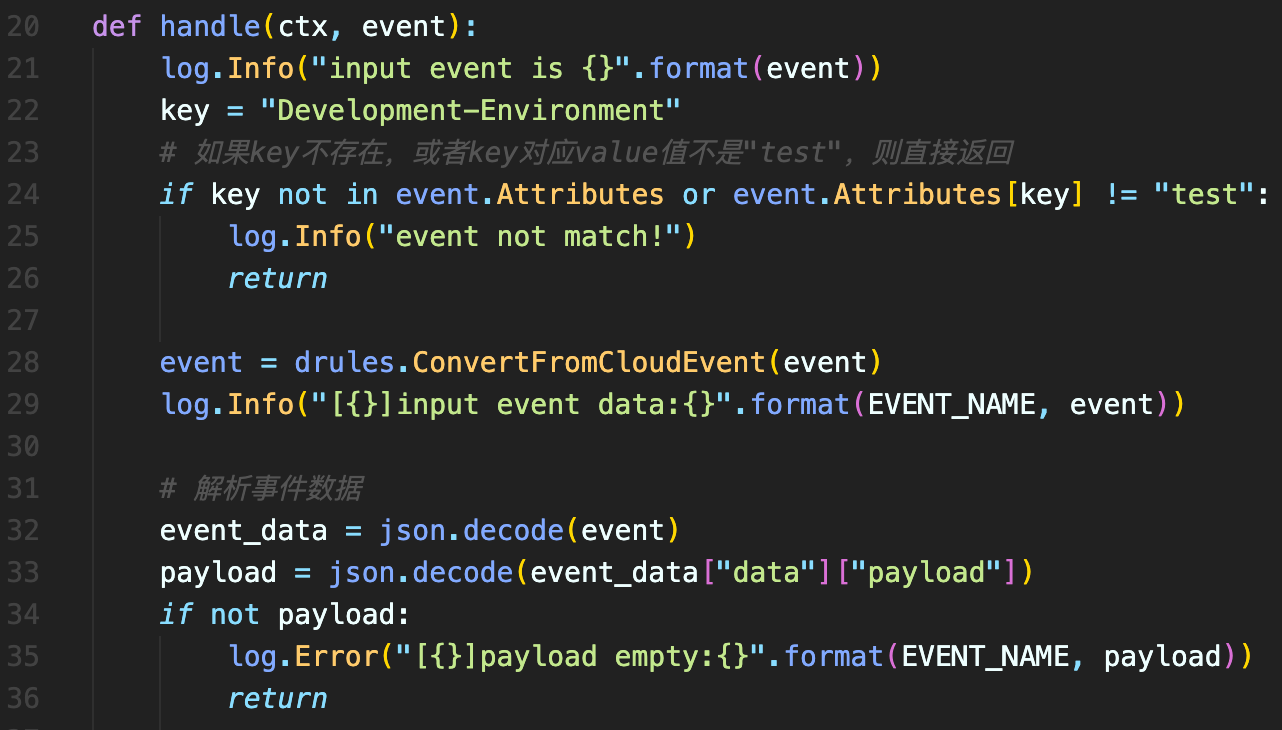 20 def handle(ctx, event):
21 log.Info("input event is {}".format(event))
22 key = "Development-Environment"
23 # 如果key不存在，或者key对应value值不是"test"，则直接返回
24 if key not in event.Attributes or event.Attributes[key] != "test":
25 log.Info("event not match!")
26 return
27
28 event = drules.ConvertFromCloudEvent(event)
29 log.Info("[{}]input event data:{}".format(EVENT_NAME, event))
30
31 # 解析事件数据
32 event_data = json.decode(event)
33 payload = json.decode(event_data["data"]["payload"])
34 if not payload:
35 log.Error("[{}]payload empty:{}".format(EVENT_NAME, payload))
36 return